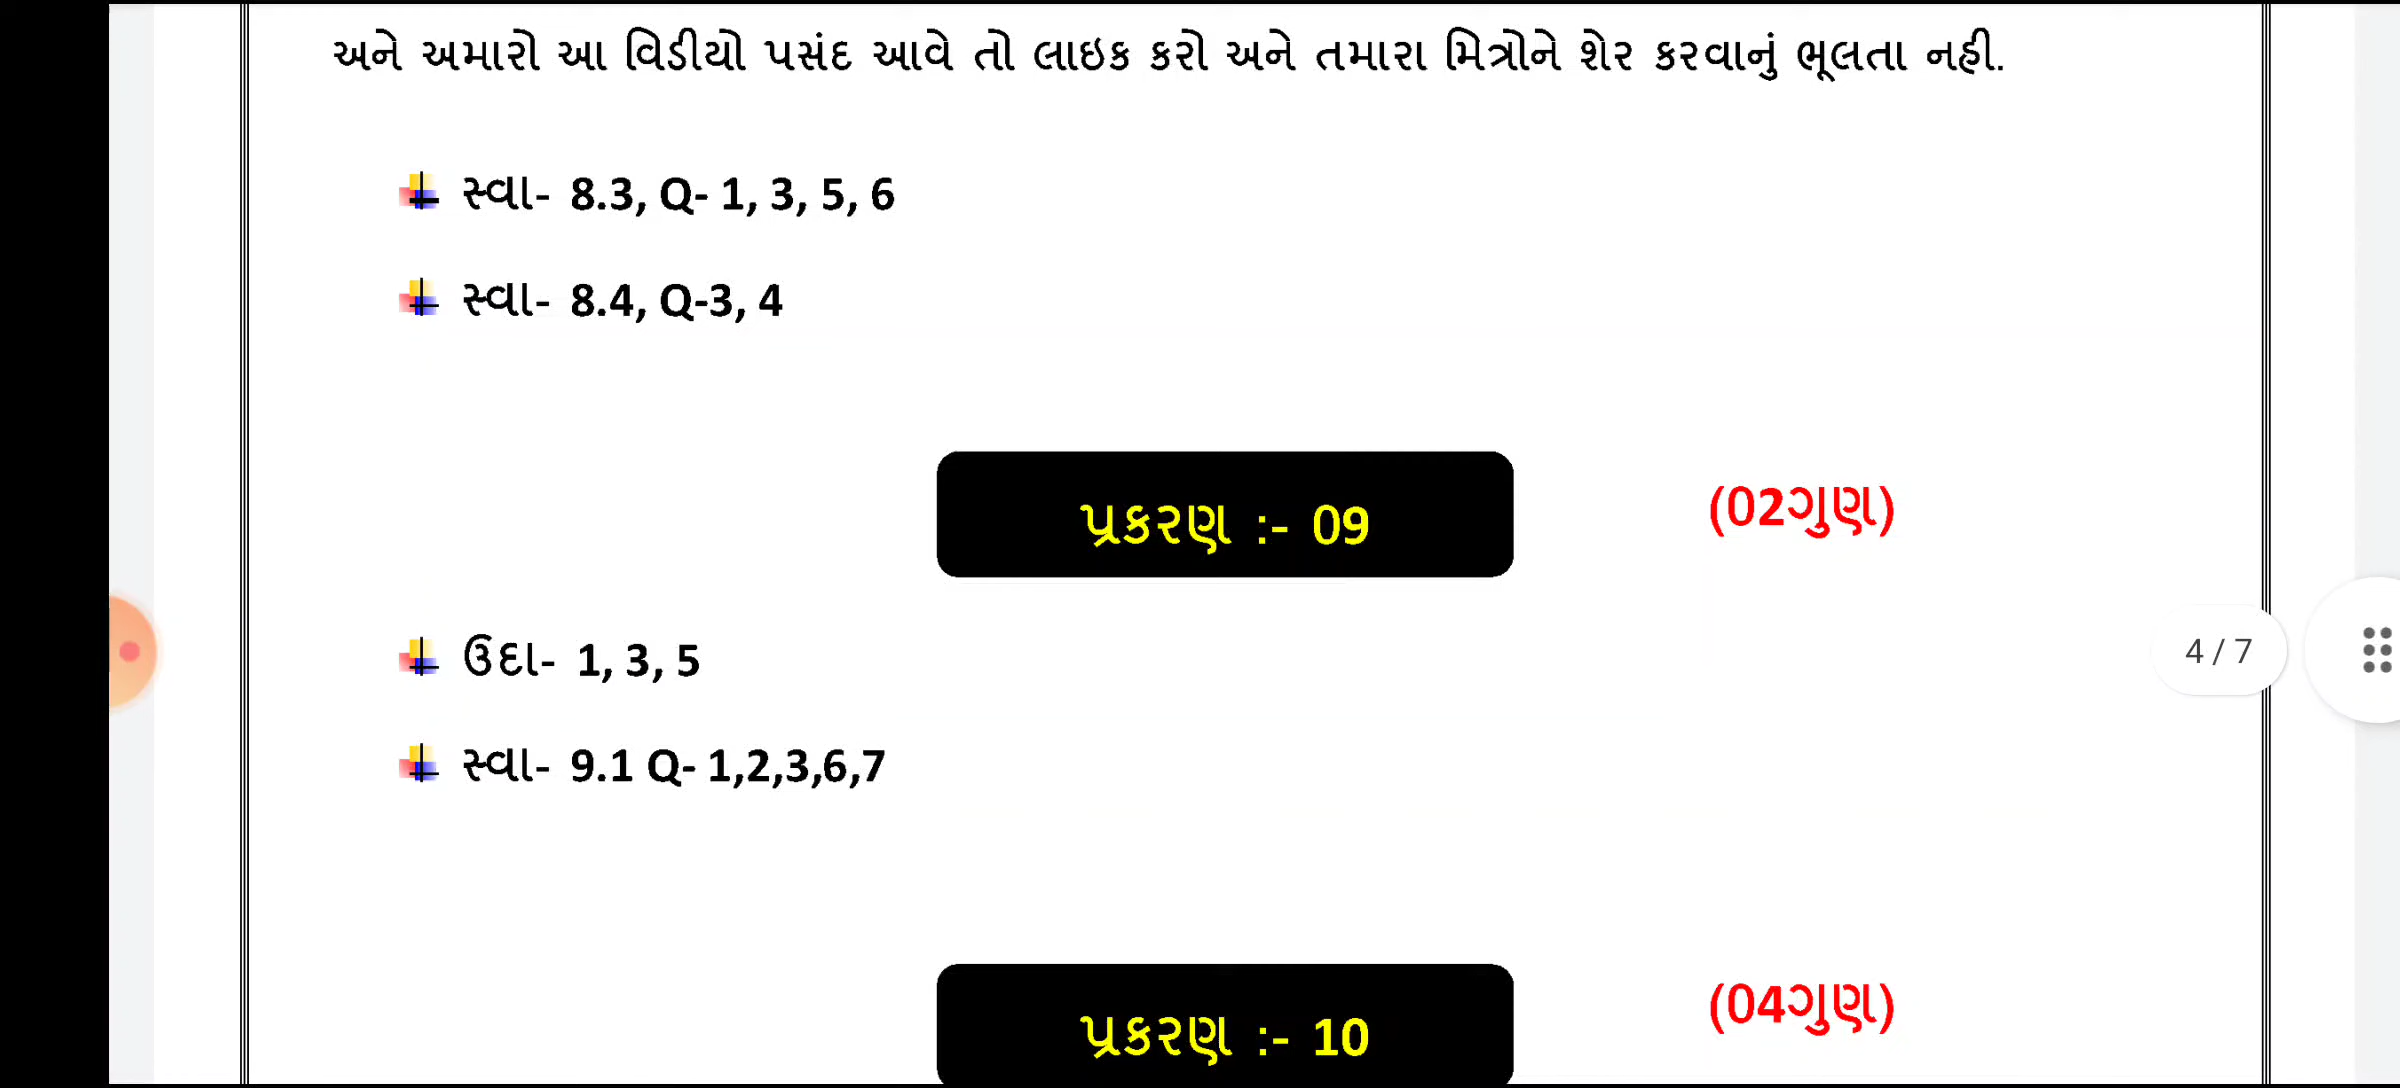 અને અમારો આ વિડીયો પસંદ આવે તો લાઇક કરો અને તમારા મિત્રોને શેર કરવાનું ભૂલતા નહી.
સ્વા- 8.3, Q- 1, 3, 5, 6
સ્વા- 8.4, Q-3, 4
પ્રકરણ :- 09
(02ગુણ)
ઉદા- 1, 3, 5
4 / 7
સ્વા- 9.1 Q- 1,2,3,6,7
પ્રકરણ :- 10
(04ગુણ)